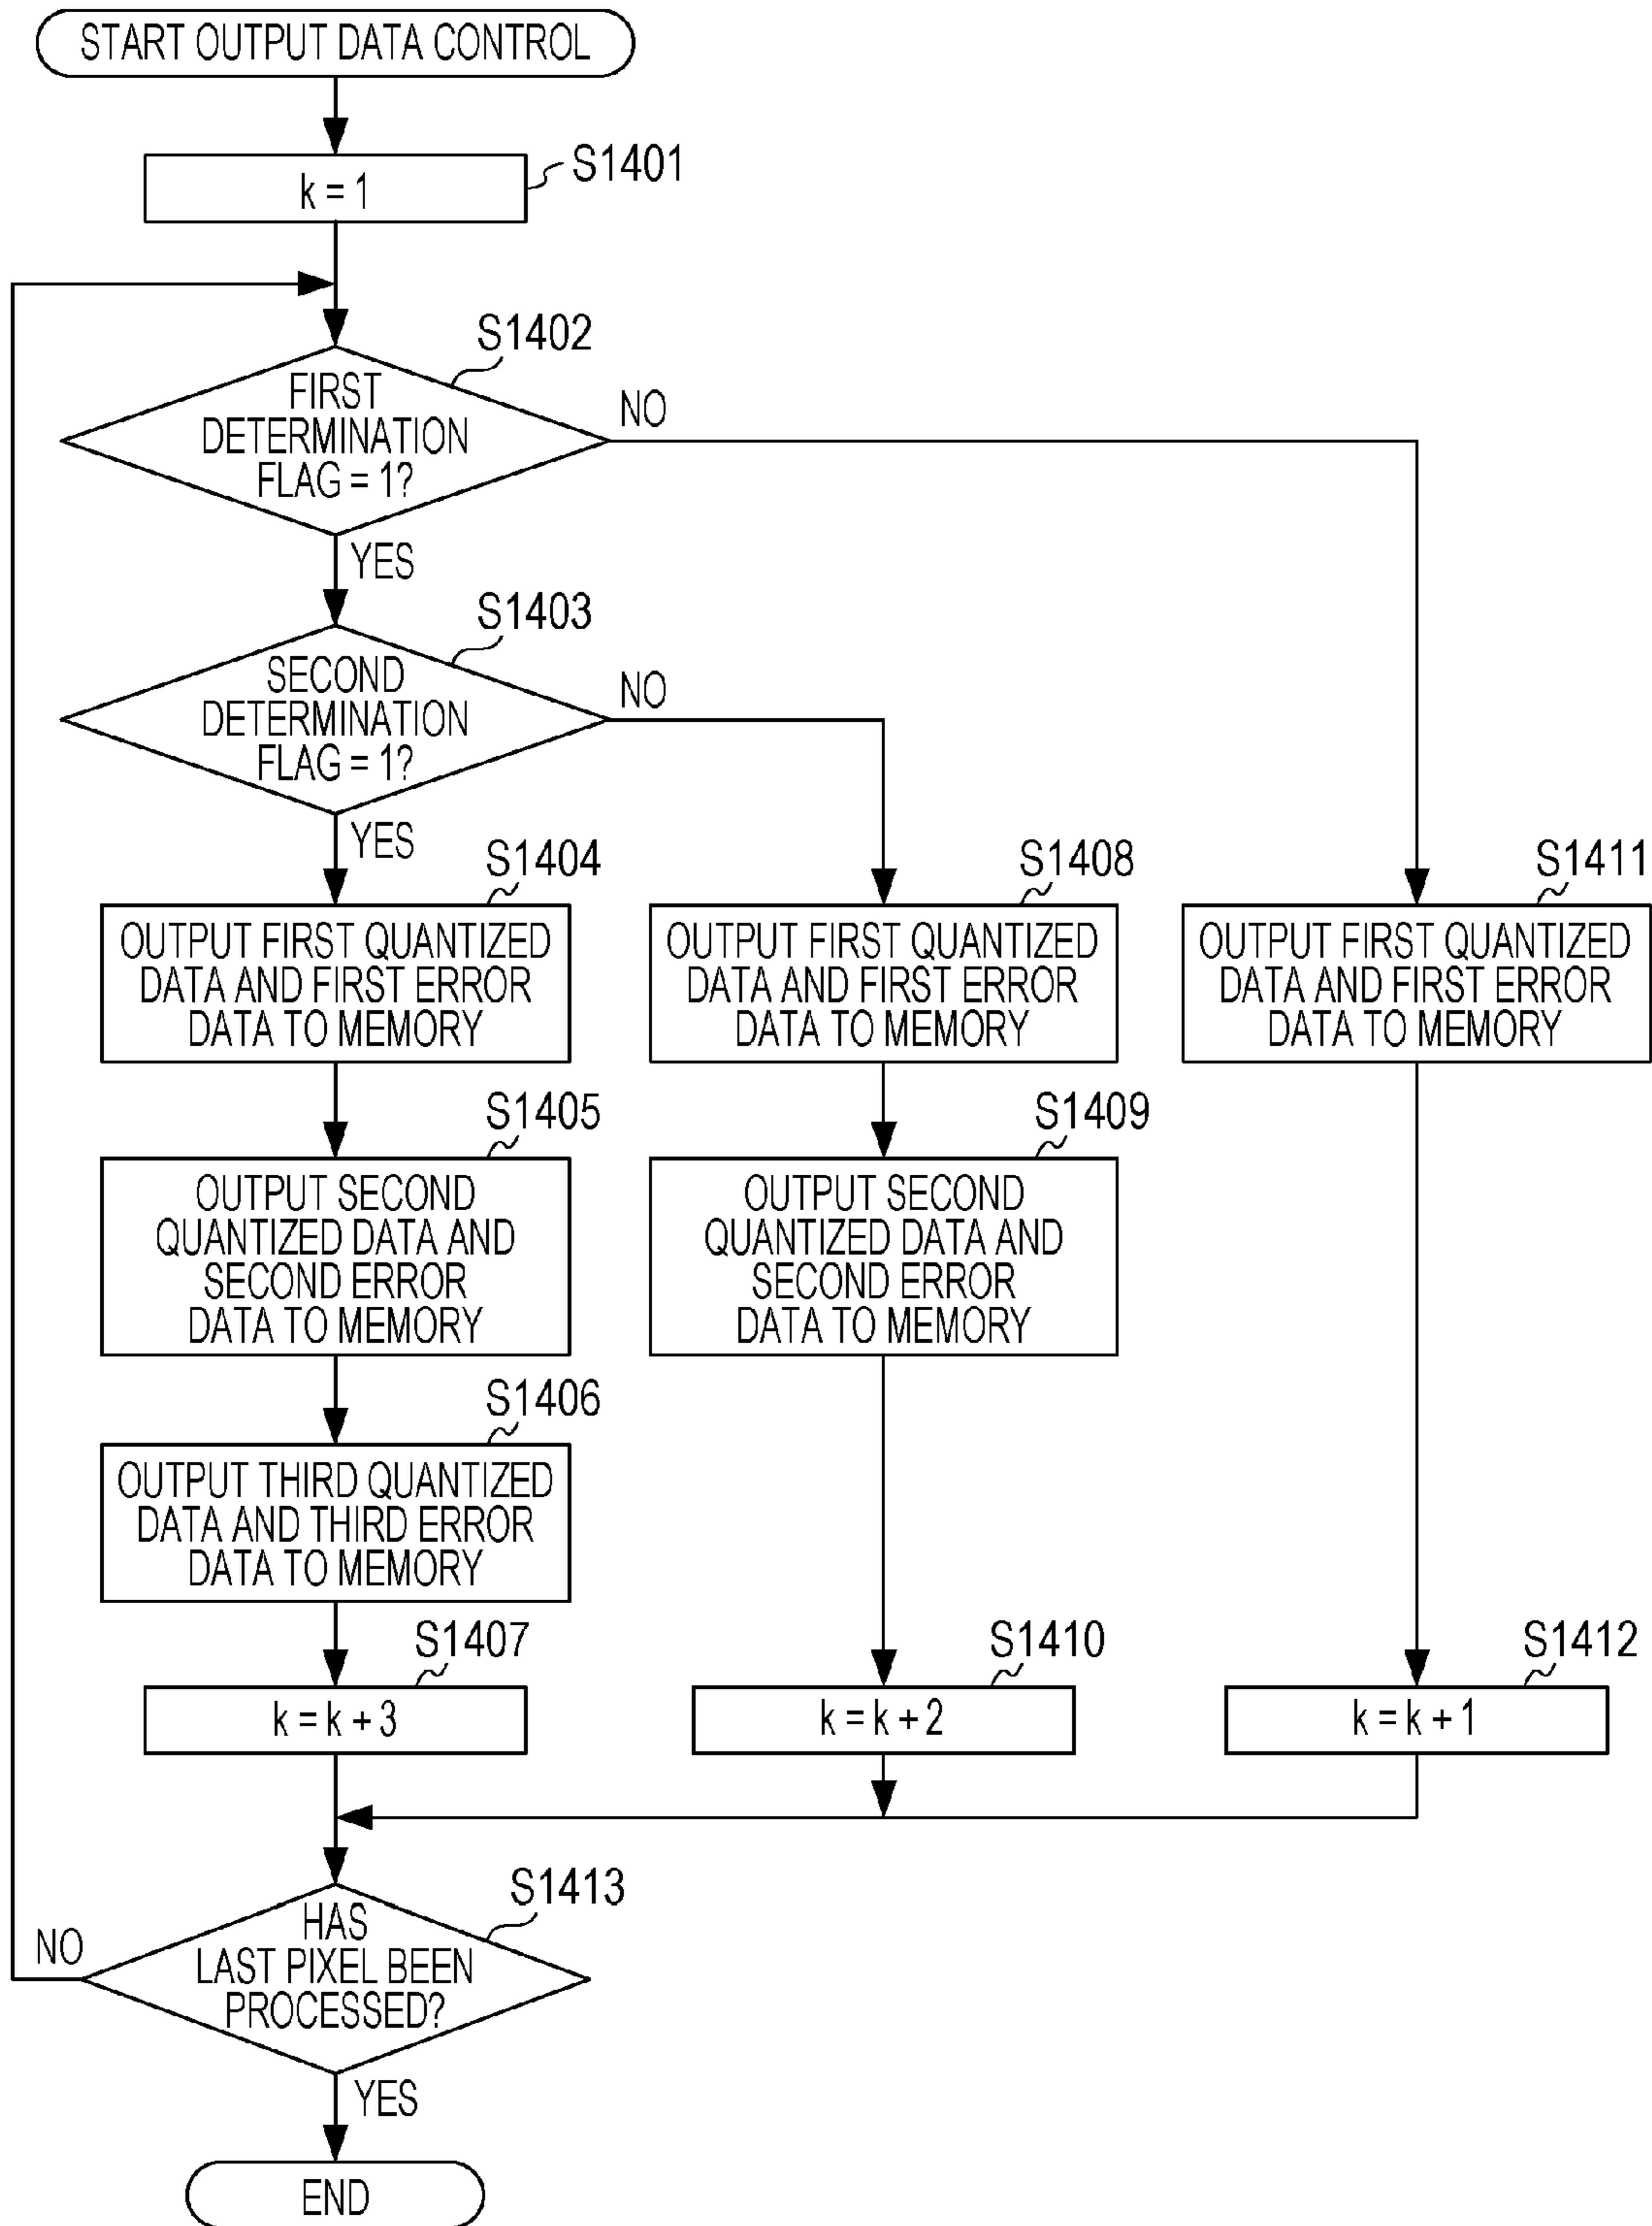 START OUTPUT DATA CONTROL
S1401
k = 1
S1402
FIRST
DETERMINATION
FLAG = 1?
NO
YES
S1403
SECOND
DETERMINATION
FLAG = 1?
NO
YES
S1404
OUTPUT FIRST QUANTIZED
DATA AND FIRST ERROR
DATA TO MEMORY
S1408
OUTPUT FIRST QUANTIZED
DATA AND FIRST ERROR
DATA TO MEMORY
S1411
OUTPUT FIRST QUANTIZED
DATA AND FIRST ERROR
DATA TO MEMORY
S1405
OUTPUT SECOND
QUANTIZED DATA AND
SECOND ERROR
DATA TO MEMORY
S1409
OUTPUT SECOND
QUANTIZED DATA AND
SECOND ERROR
DATA TO MEMORY
S1406
OUTPUT THIRD QUANTIZED
DATA AND THIRD ERROR
DATA TO MEMORY
S1407
k = k + 3
S1410
k = k + 2
S1412
k = k + 1
S1413
HAS
LAST PIXEL BEEN
PROCESSED?
NO
YES
END